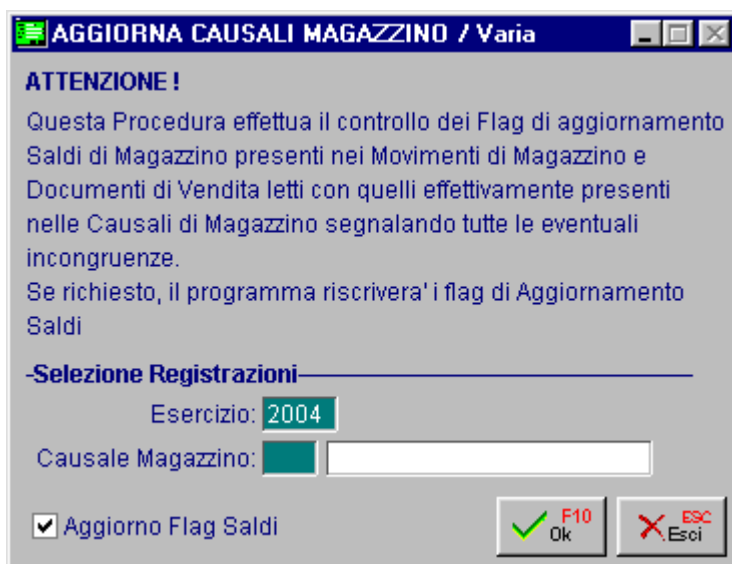 AGGIORNA CAUSALI MAGAZZINO / Varia
ATTENZIONE !
Questa Procedura effettua il controllo dei Flag di aggiornamento
Saldi di Magazzino presenti nei Movimenti di Magazzino e
Documenti di Vendita letti con quelli effettivamente presenti
nelle Causali di Magazzino segnalando tutte le eventuali
incongruenze.
Se richiesto, il programma riscrivera' i flag di Aggiornamento
Saldi
Selezione Registrazioni
Esercizio: 2004
Causale Magazzino:
Aggiorno Flag Saldi
F10
Ok
ESC
Esci